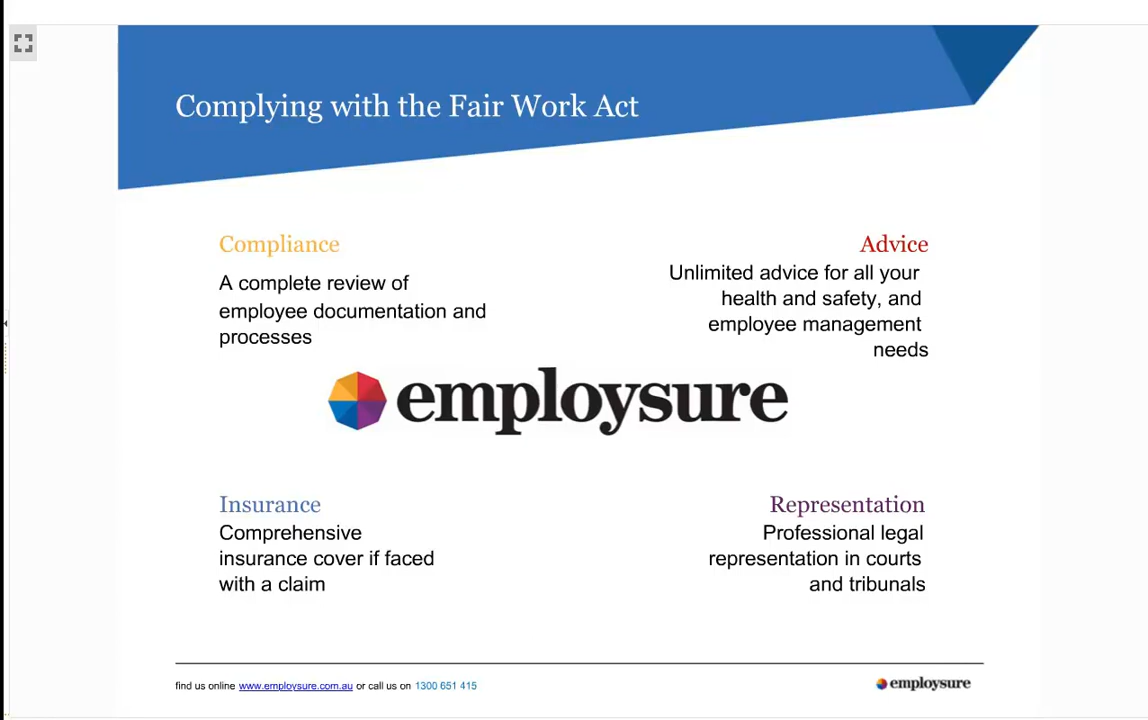 Complying with the Fair Work Act
Compliance
A complete review of
employee documentation and
processes
Advice
Unlimited advice for all your
health and safety, and
employee management
needs
employsure
Insurance
Comprehensive
insurance cover if faced
with a claim
Representation
Professional legal
representation in courts
and tribunals
find us online www.employsure.com.au or call us on 1300 651 415
employsure